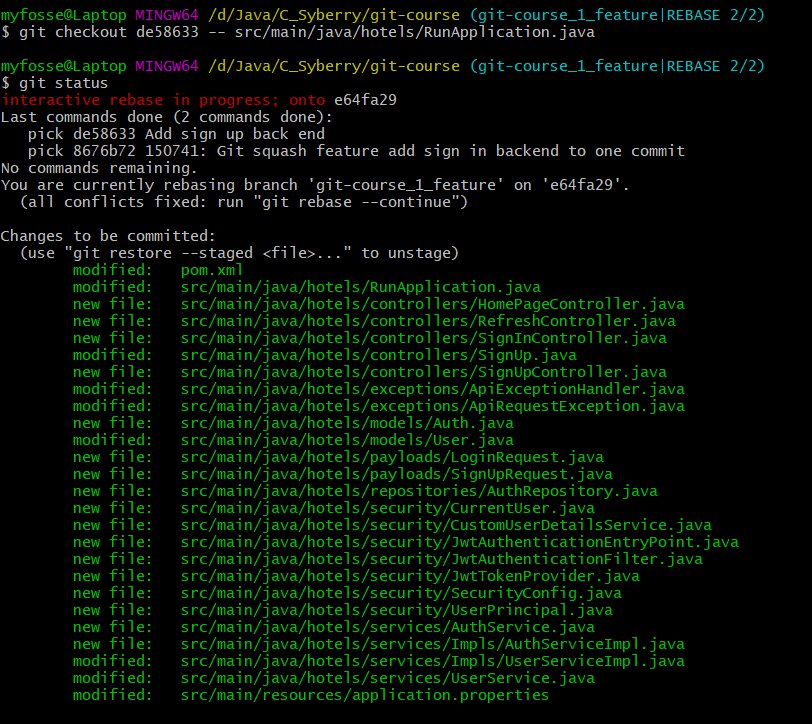 myfosse@Laptop MINGW64 /d/Java/C_Syberry/git-course (git-course_1_feature|REBASE 2/2)
$ git checkout de58633 -- src/main/java/hotels/RunApplication.java
myfosse@Laptop MINGW64 /d/Java/C_Syberry/git-course (git-course_1_feature|REBASE 2/2)
$ git status
interactive rebase in progress; onto e64fa29
Last commands done (2 commands done):
pick de58633 Add sign up back end
pick 8676b72 150741: Git squash feature add sign in backend to one commit
No commands remaining.
You are currently rebasing branch 'git-course_1_feature' on 'e64fa29'.
(all conflicts fixed: run "git rebase --continue")
Changes to be committed:
(use "git restore --staged <file>..." to unstage)
modified: pom.xml
modified: src/main/java/hotels/RunApplication.java
new file: src/main/java/hotels/controllers/HomePageController.java
new file: src/main/java/hotels/controllers/RefreshController.java
new file: src/main/java/hotels/controllers/SignInController.java
modified: src/main/java/hotels/controllers/SignUp.java
new file: src/main/java/hotels/controllers/SignUpController.java
modified: src/main/java/hotels/exceptions/ApiExceptionHandler.java
modified: src/main/java/hotels/exceptions/ApiRequestException.java
new file: src/main/java/hotels/models/Auth.java
modified: src/main/java/hotels/models/User.java
new file: src/main/java/hotels/payloads/LoginRequest.java
new file: src/main/java/hotels/payloads/SignUpRequest.java
new file: src/main/java/hotels/repositories/AuthRepository.java
new file: src/main/java/hotels/security/CurrentUser.java
new file: src/main/java/hotels/security/CustomUserDetailsService.java
new file: src/main/java/hotels/security/JwtAuthenticationEntryPoint.java
new file: src/main/java/hotels/security/JwtAuthenticationFilter.java
new file: src/main/java/hotels/security/JwtTokenProvider.java
new file: src/main/java/hotels/security/SecurityConfig.java
new file: src/main/java/hotels/security/UserPrincipal.java
new file: src/main/java/hotels/services/AuthService.java
new file: src/main/java/hotels/services/Impls/AuthServiceImpl.java
modified: src/main/java/hotels/services/Impls/UserServiceImpl.java
modified: src/main/java/hotels/services/UserService.java
modified: src/main/resources/application.properties